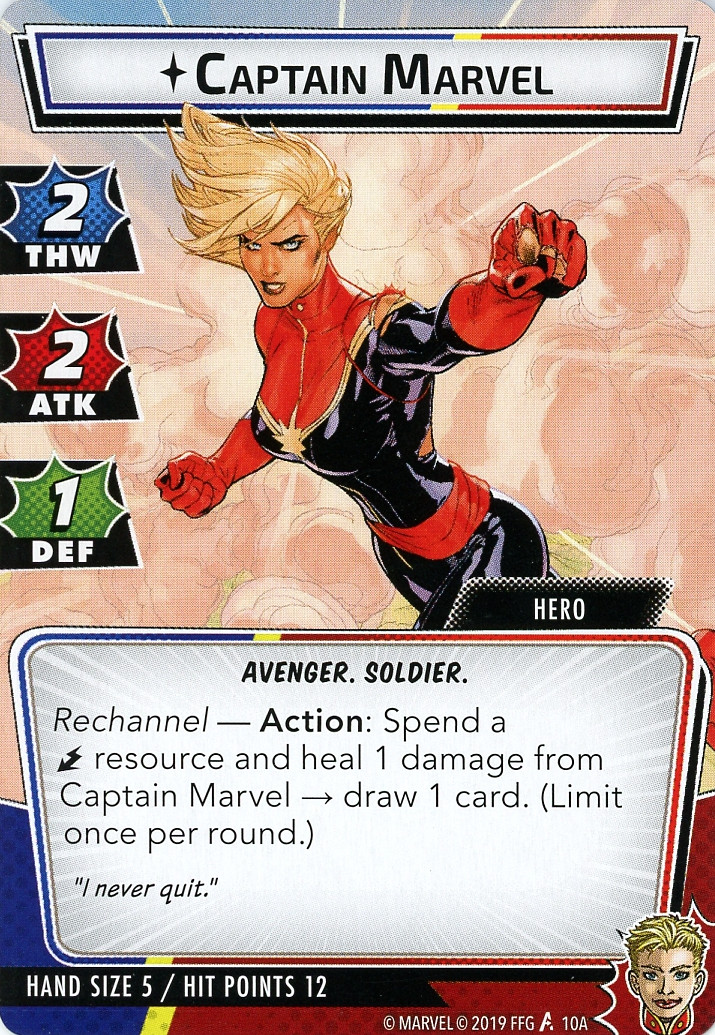 CAPTAIN MARVEL
2
THW
2
ATK
1
DEF
HERO
AVENGER. SOLDIER.
Rechannel — Action: Spend a
resource and heal 1 damage from
Captain Marvel → draw 1 card. (Limit
once per round.)
"I never quit."
HAND SIZE 5 / HIT POINTS 12
© MARVEL © 2019 FFG 10A